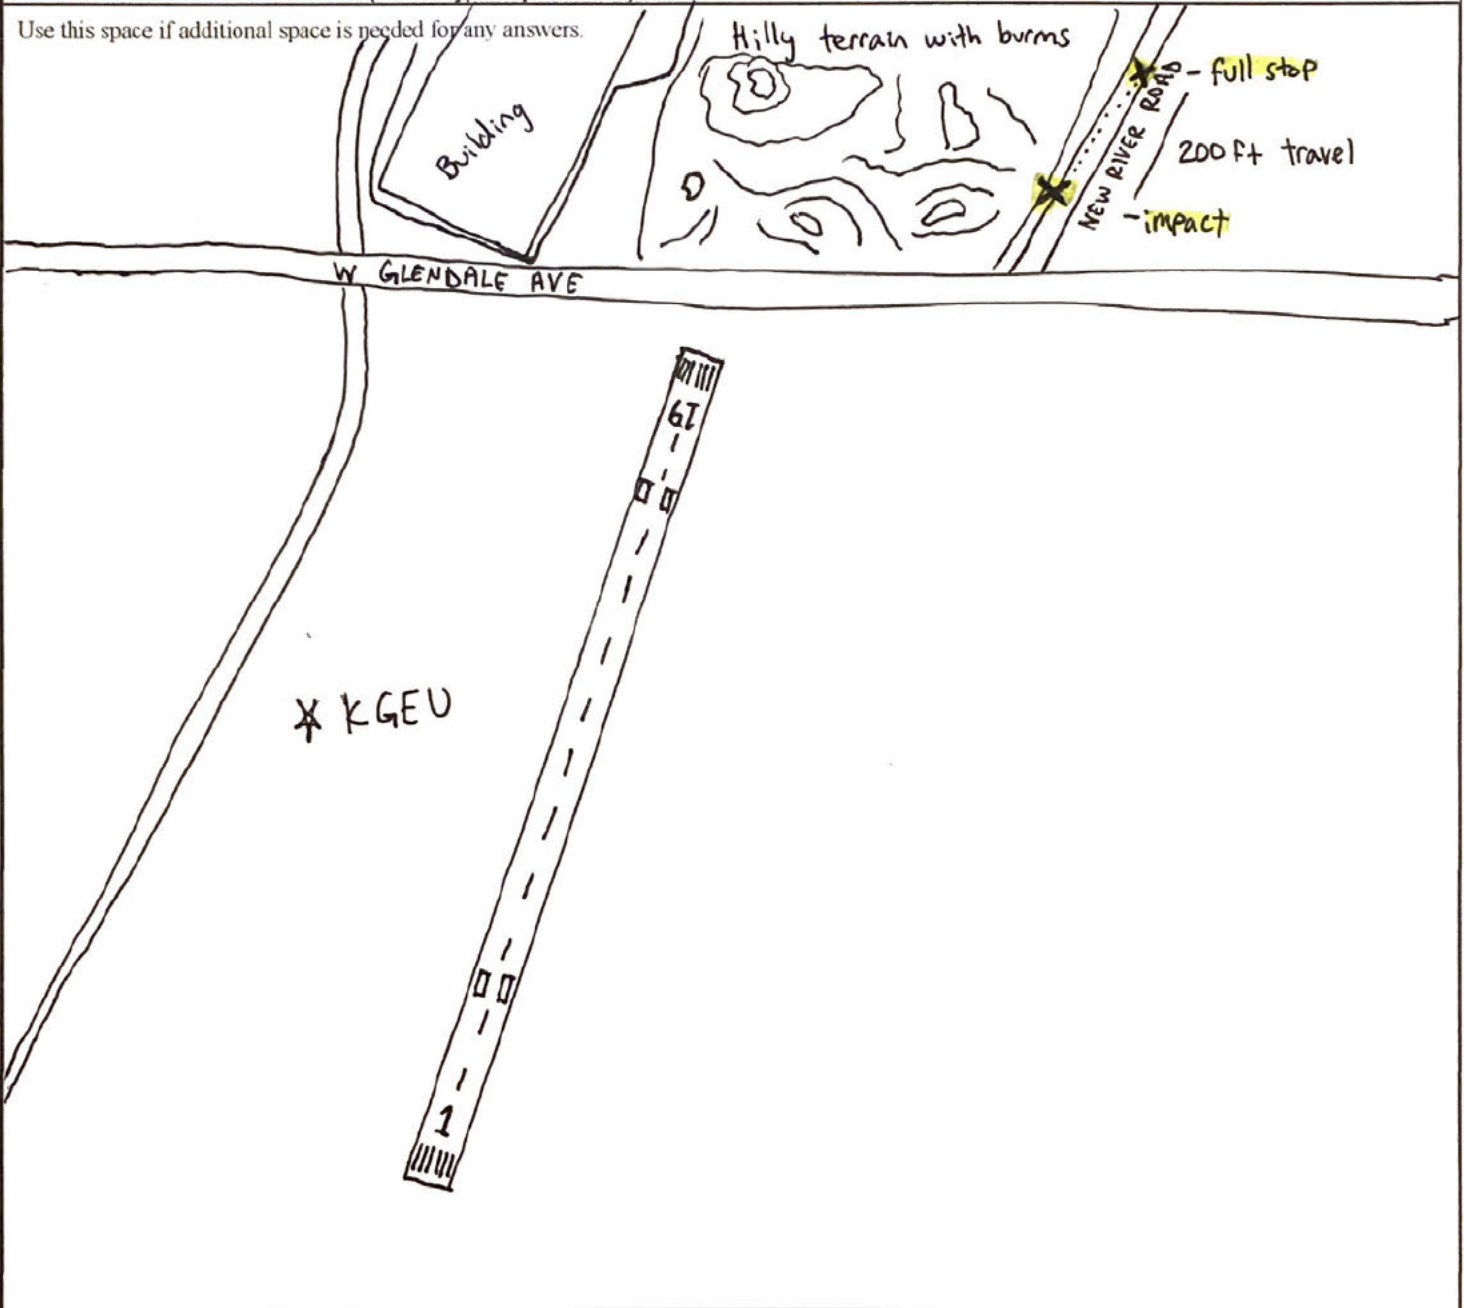 Use this space if additional space is needed for any answers.
Hilly terrain with burms
- full stop
Building
NEW RIVER ROAD
200 ft travel
- impact
W GLENDALE AVE
19
KGEU
1